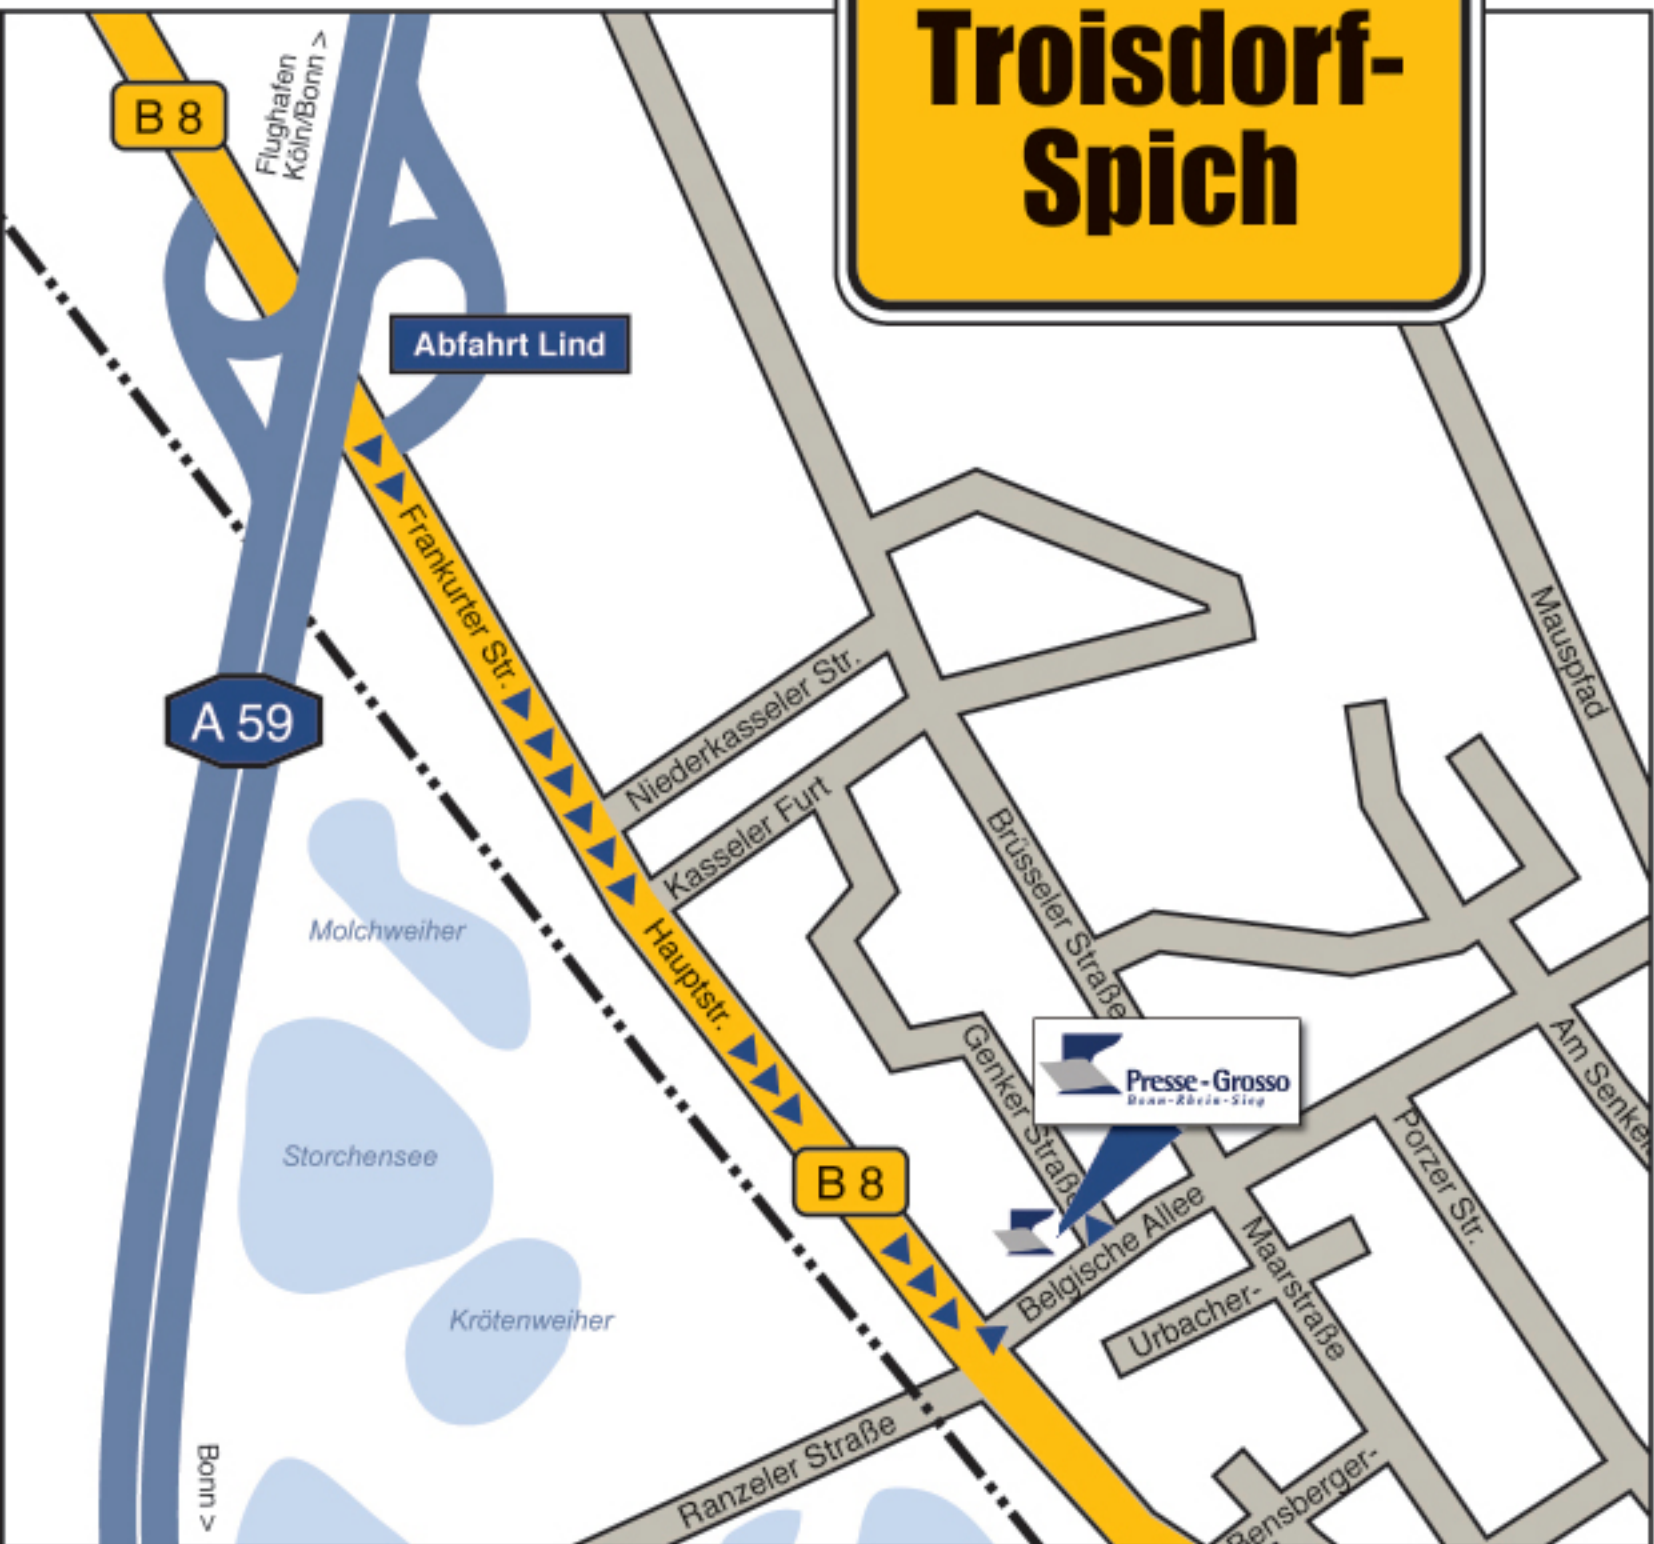 Troisdorf-
Spich
B 8
Flughafen
Köln/Bonn >
Abfahrt Lind
Frankurter Str.
Mauspfad
Niederkasseler Str.
A 59
Kasseler Furt
Brüsseler Straße
Molchweiher
Hauptstr.
Genker Straße
Presse-Grosso
Bonn-Rhein-Sieg
Am Senke
Porzer Str.
Storchensee
B 8
Belgische Allee
Maarstraße
Krötenweiher
Urbacher-
Ranzeler Straße
Bonn >
Bensberger-